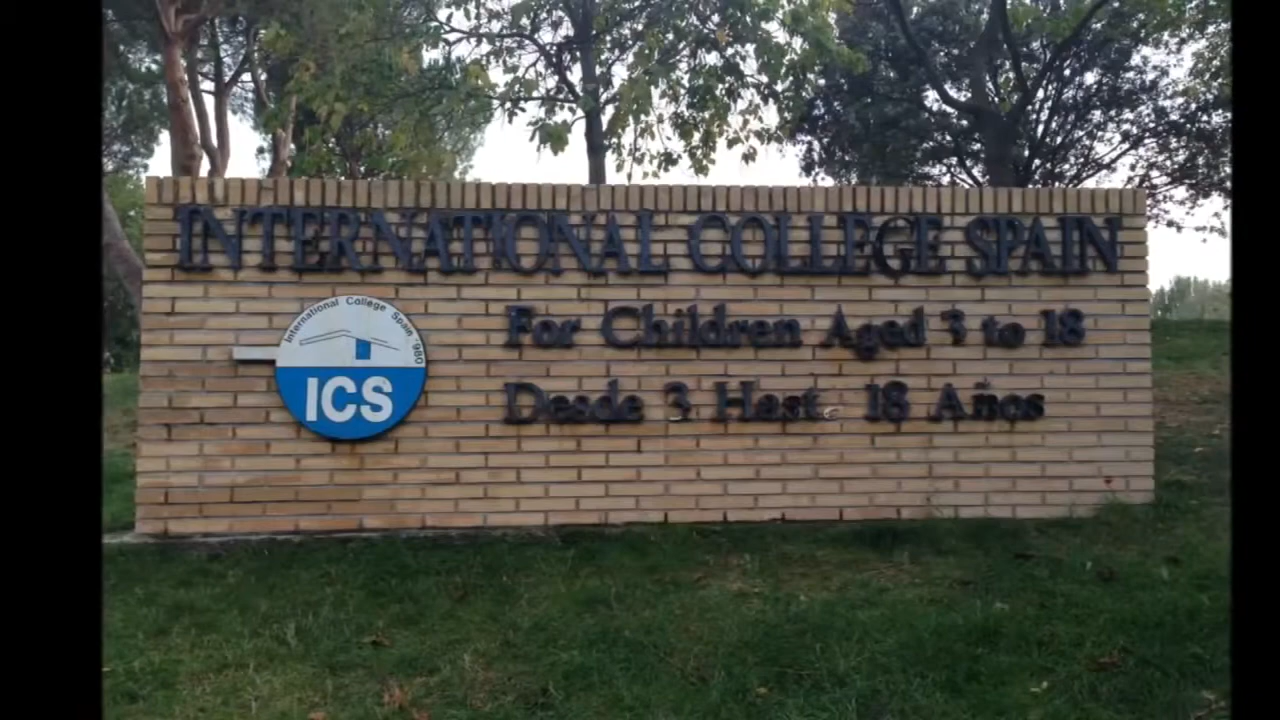 INTERNATIONAL COLLEGE SPAIN
For Children Aged 3 to 18
Desde 3 Hast 18 Años
International College Spain
ICS